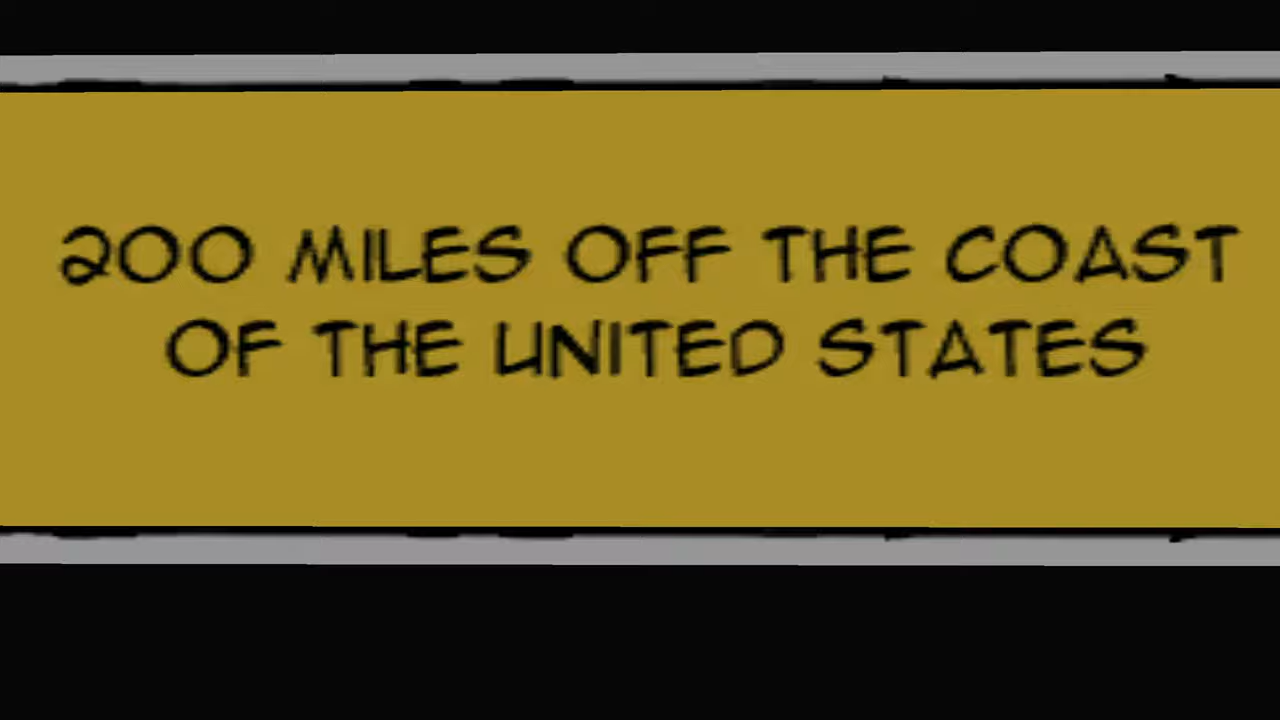 200 MILES OFF THE COAST
OF THE UNITED STATES